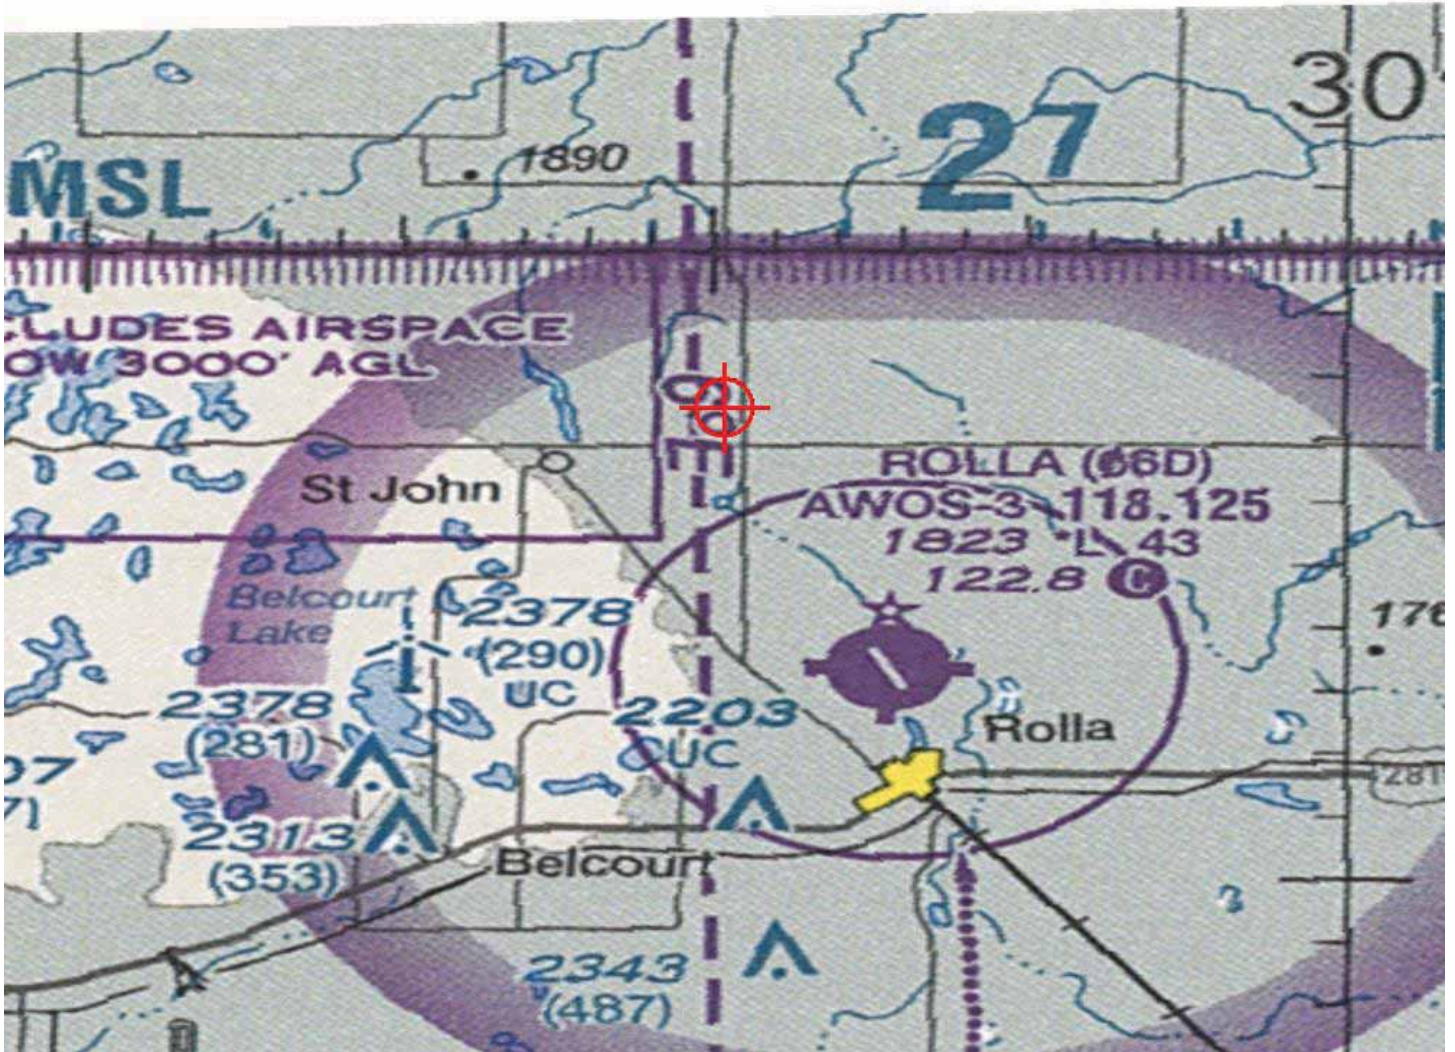 30
27
1890
MSL
CLUDES AIRSPACE
OW 3000' AGL
6°E
St John
ROLLA (06D)
AWOS-3 118.125
1823 *L 43
122.8 C
Belcourt
Lake
2378
(290)
UC
2378
(281)
2203
UC
Rolla
281
2313
(353)
Belcourt
2343
(487)